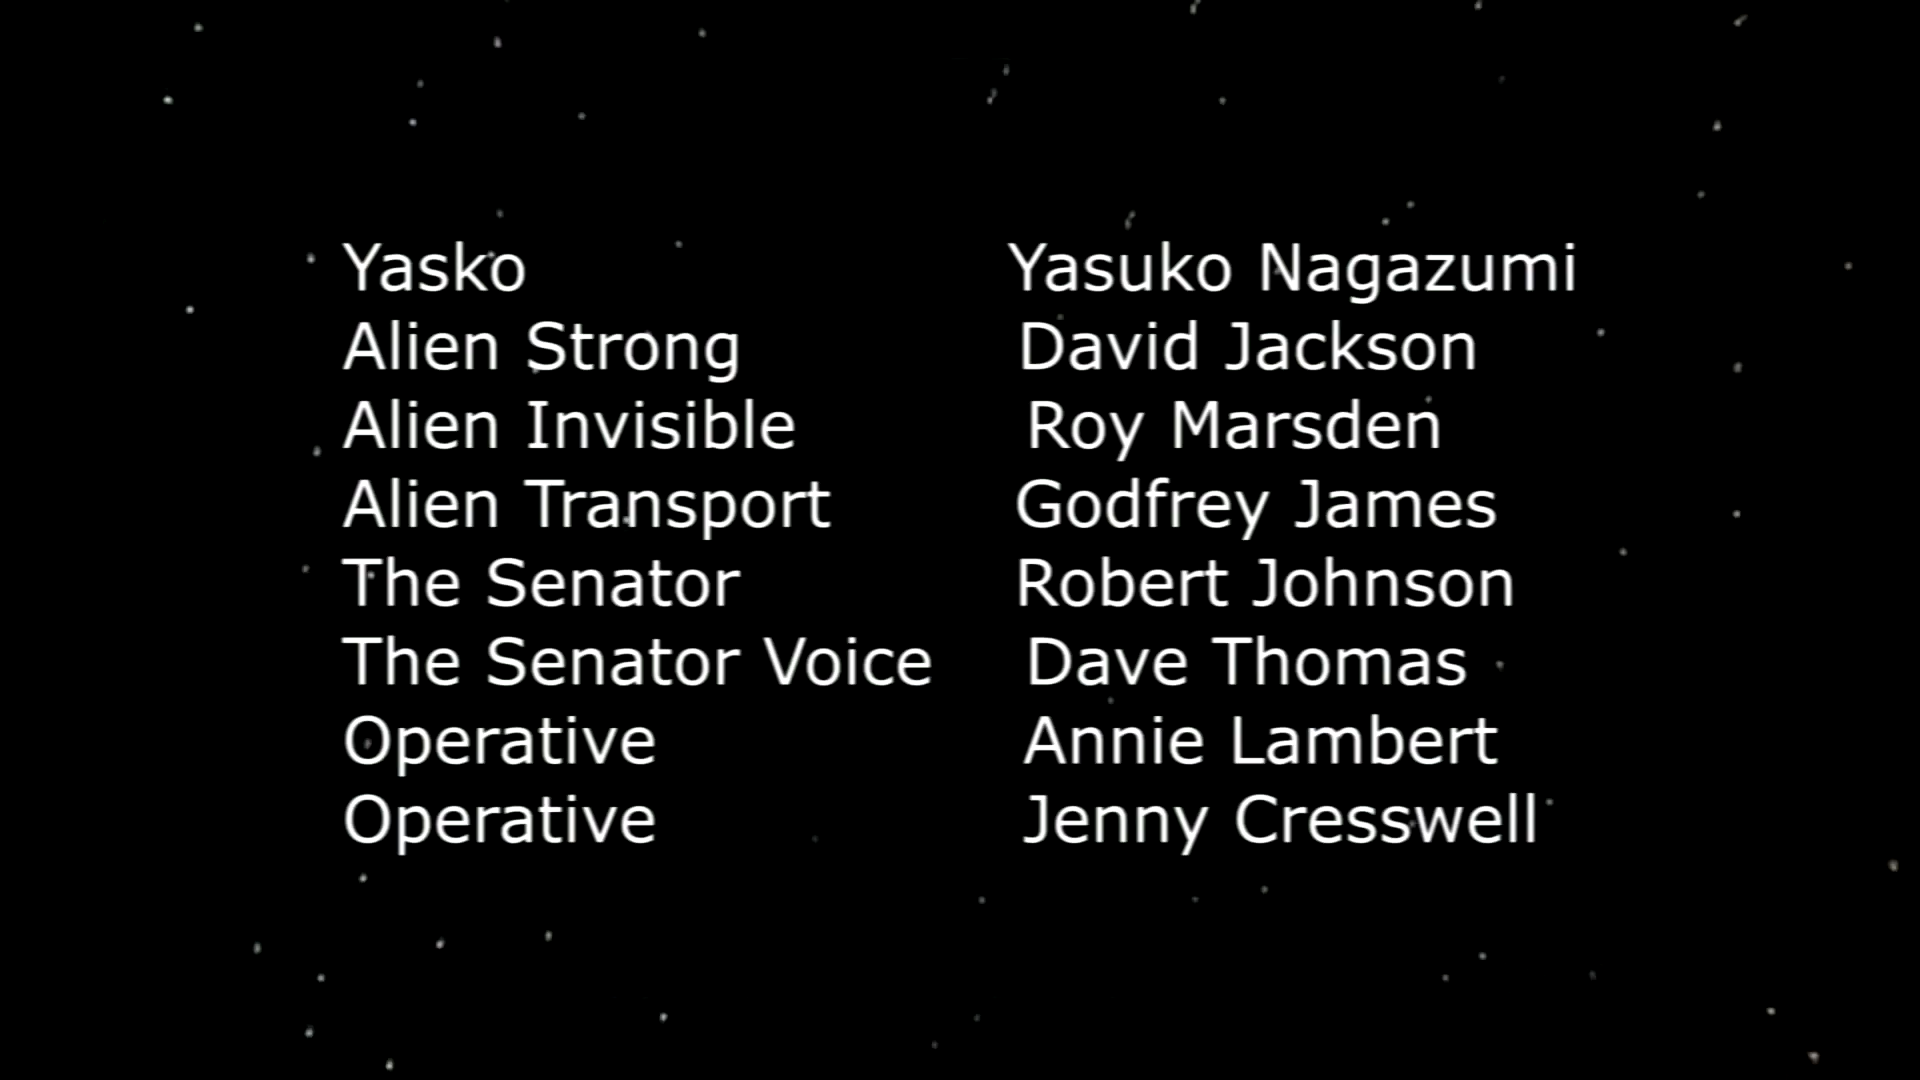 Yasko Yasuko Nagazumi
Alien Strong David Jackson
Alien Invisible Roy Marsden
Alien Transport Godfrey James
The Senator Robert Johnson
The Senator Voice Dave Thomas
Operative Annie Lambert
Operative Jenny Cresswell